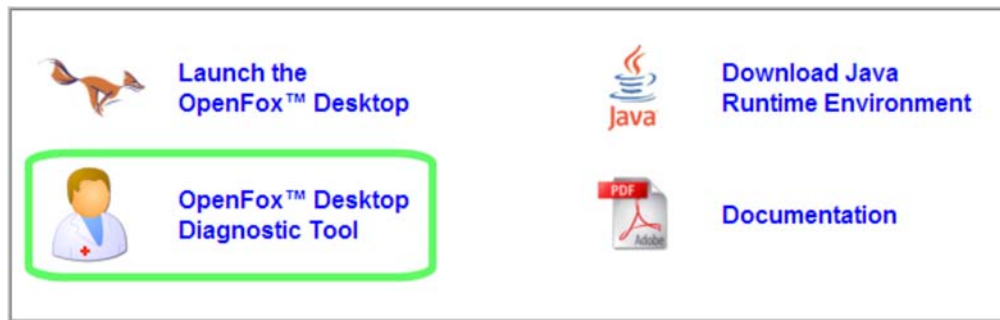 Launch the
OpenFox™ Desktop
Java
Download Java
Runtime Environment
OpenFox™ Desktop
Diagnostic Tool
PDF
Adobe
Documentation